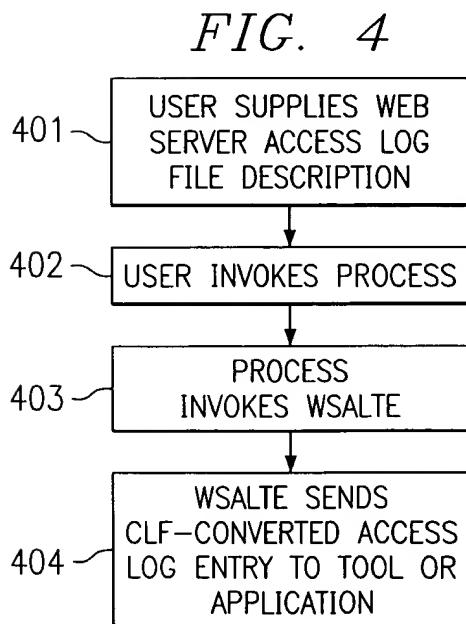 FIG. 4
401
USER SUPPLIES WEB
SERVER ACCESS LOG
FILE DESCRIPTION
402
USER INVOKES PROCESS
403
PROCESS
INVOKES WSALTE
404
WSALTE SENDS
CLF-CONVERTED ACCESS
LOG ENTRY TO TOOL OR
APPLICATION